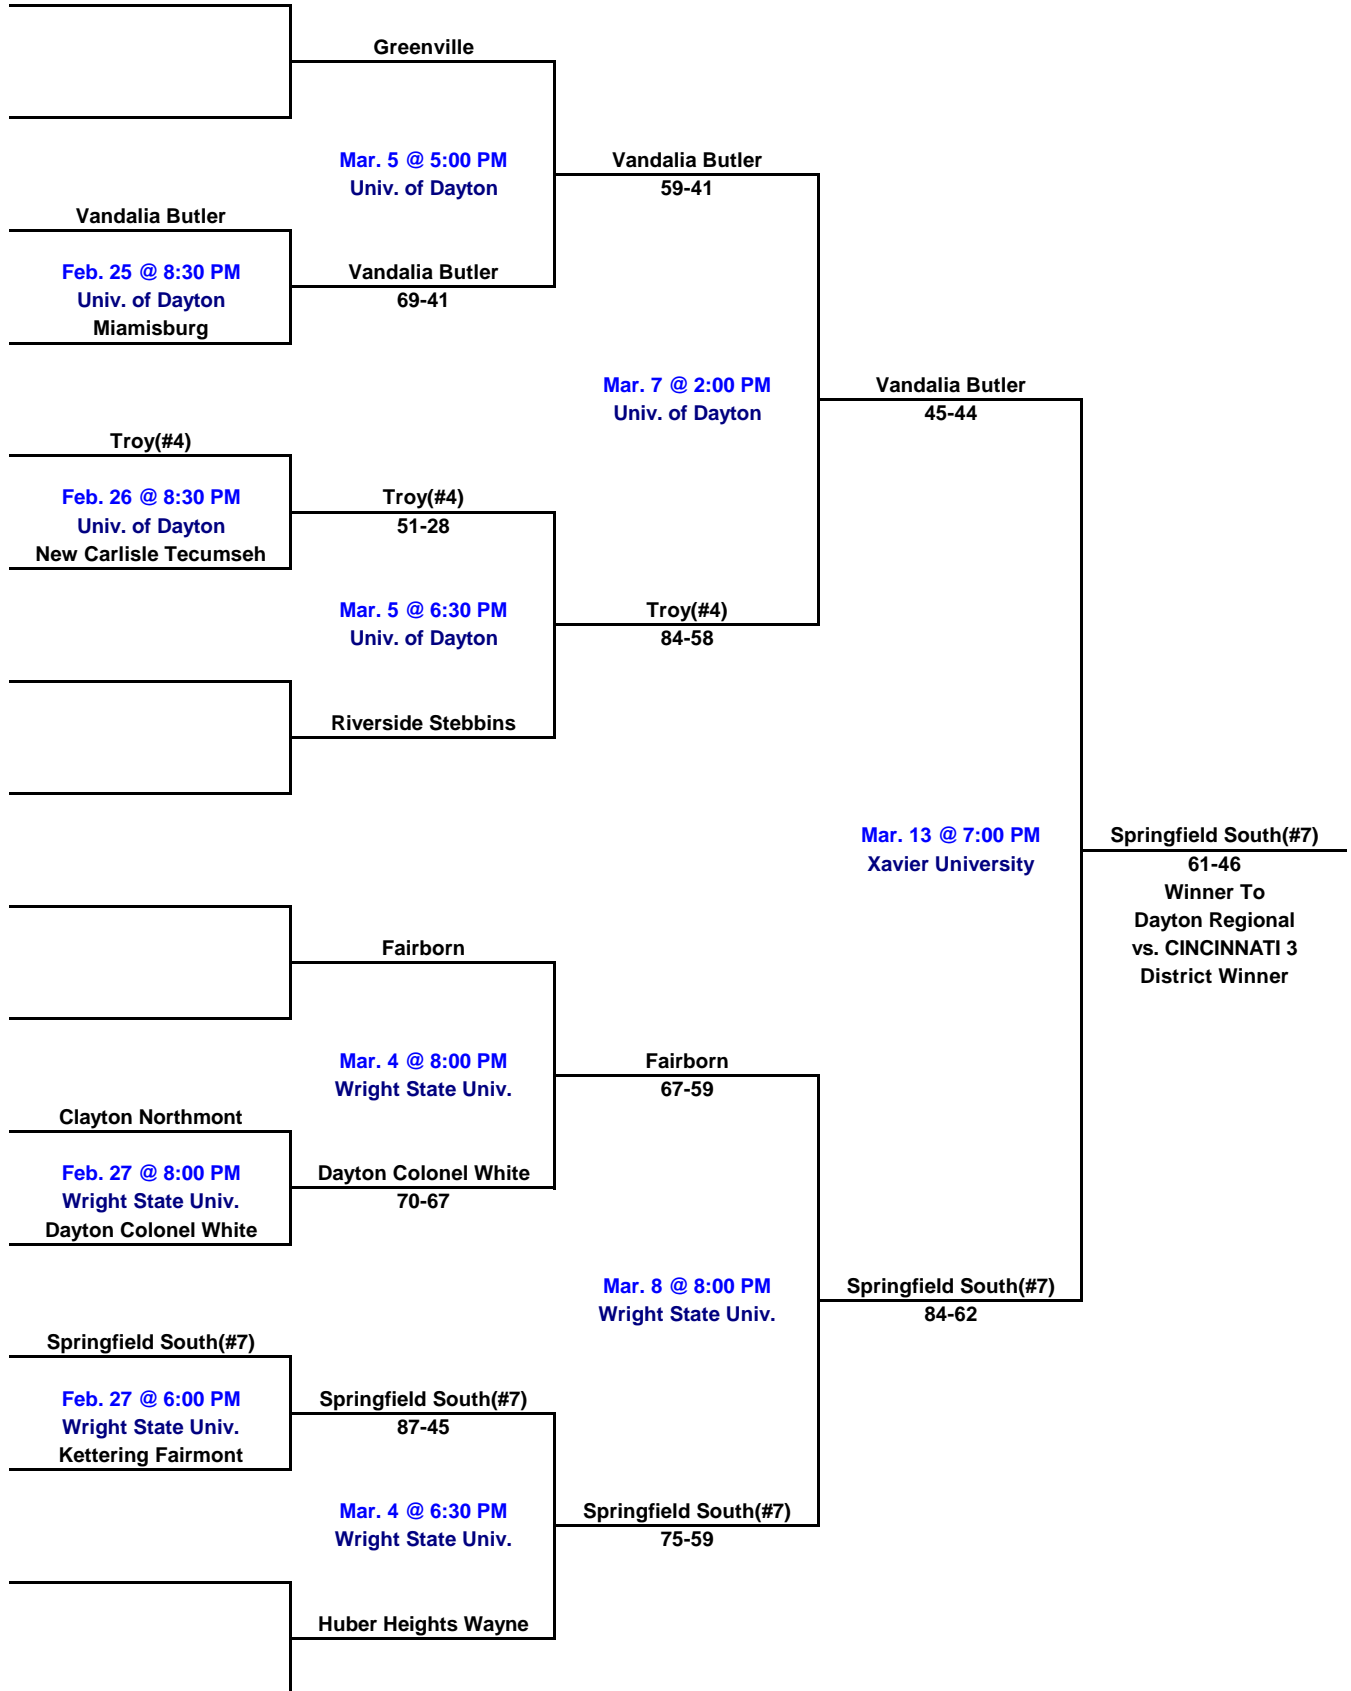 Greenville
Mar. 5 @ 5:00 PM
Univ. of Dayton
Vandalia Butler
59-41
Vandalia Butler
Feb. 25 @ 8:30 PM
Univ. of Dayton
Miamisburg
Vandalia Butler
69-41
Mar. 7 @ 2:00 PM
Univ. of Dayton
Vandalia Butler
45-44
Troy(#4)
Feb. 26 @ 8:30 PM
Univ. of Dayton
New Carlisle Tecumseh
Troy(#4)
51-28
Mar. 5 @ 6:30 PM
Univ. of Dayton
Troy(#4)
84-58
Riverside Stebbins
Mar. 13 @ 7:00 PM
Xavier University
Springfield South(#7)
61-46
Winner To
Dayton Regional
vs. CINCINNATI 3
District Winner
Fairborn
Mar. 4 @ 8:00 PM
Wright State Univ.
Fairborn
67-59
Clayton Northmont
Feb. 27 @ 8:00 PM
Wright State Univ.
Dayton Colonel White
Dayton Colonel White
70-67
Mar. 8 @ 8:00 PM
Wright State Univ.
Springfield South(#7)
84-62
Springfield South(#7)
Feb. 27 @ 6:00 PM
Wright State Univ.
Kettering Fairmont
Springfield South(#7)
87-45
Mar. 4 @ 6:30 PM
Wright State Univ.
Springfield South(#7)
75-59
Huber Heights Wayne